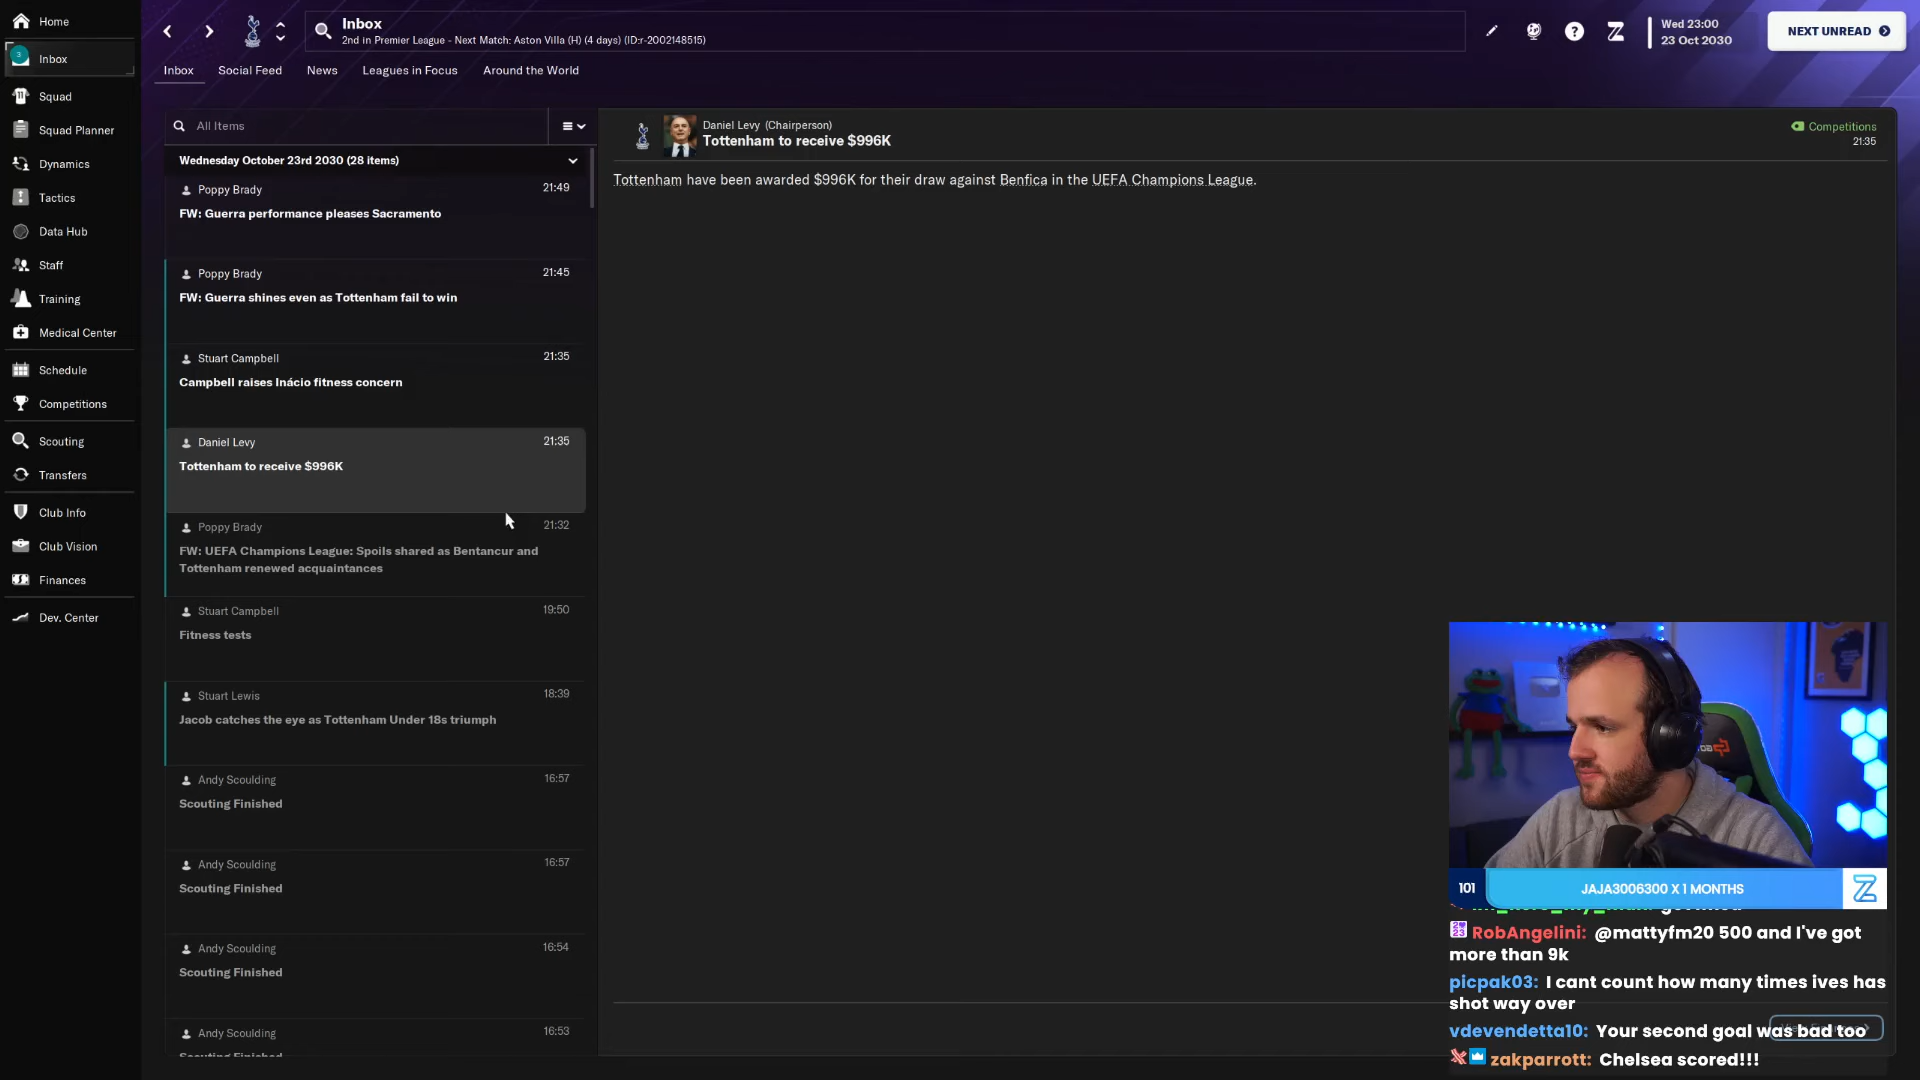 Home
3
Inbox
Squad
Squad Planner
Dynamics
Tactics
Data Hub
Staff
Training
Medical Center
Schedule
Competitions
Scouting
Transfers
Club Info
Club Vision
Finances
Dev. Center
Inbox
2nd in Premier League - Next Match: Aston Villa (H) (4 days) (ID:r-2002148515)
Wed 23:00
23 Oct 2030
NEXT UNREAD
Inbox
Social Feed
News
Leagues in Focus
Around the World
All Items
Wednesday October 23rd 2030 (28 items)
Poppy Brady 21:49
FW: Guerra performance pleases Sacramento
Poppy Brady 21:45
FW: Guerra shines even as Tottenham fail to win
Stuart Campbell 21:35
Campbell raises Inácio fitness concern
Daniel Levy 21:35
Tottenham to receive $996K
Poppy Brady 21:32
FW: UEFA Champions League: Spoils shared as Bentancur and
Tottenham renewed acquaintances
Stuart Campbell 19:50
Fitness tests
Stuart Lewis 18:39
Jacob catches the eye as Tottenham Under 18s triumph
Andy Scoulding 16:57
Scouting Finished
Andy Scoulding 16:57
Scouting Finished
Andy Scoulding 16:54
Scouting Finished
Andy Scoulding 16:53
Scouting Finished
Daniel Levy (Chairperson)
Tottenham to receive $996K
Competitions
21:35
Tottenham have been awarded $996K for their draw against Benfica in the UEFA Champions League.
101 JAJA3006300 X 1 MONTHS
RobAngelini: @mattyfm20 500 and I've got
more than 9k
picpak03: I cant count how many times ives has
shot way over
vdevendetta10: Your second goal was bad too
zakparrott: Chelsea scored!!!